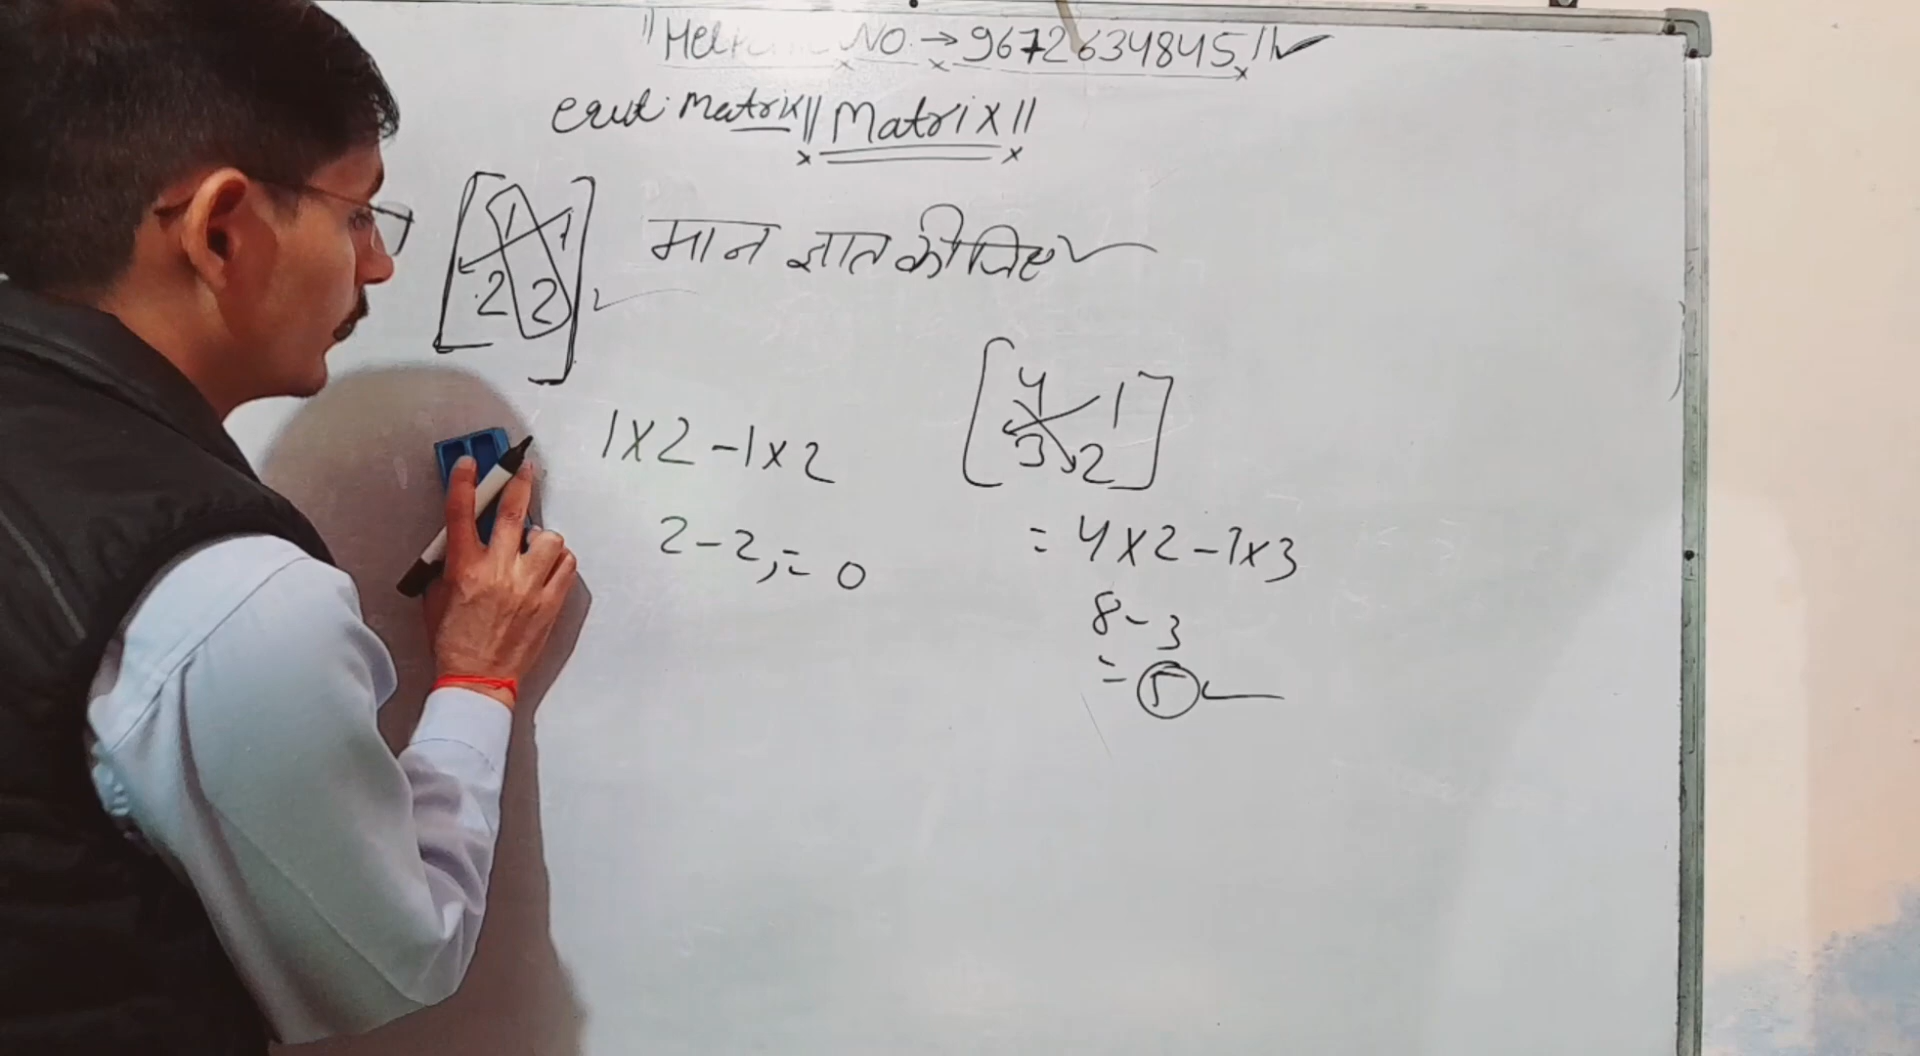 || NO. → 9672634845 ||
Matrix || Matrix ||
[1 1
2 2]
मान ज्ञात कीजिए
1×2 - 1×2
2-2, = 0
[4 1
3 2]
= 4×2 - 1×3
8-3
= 5